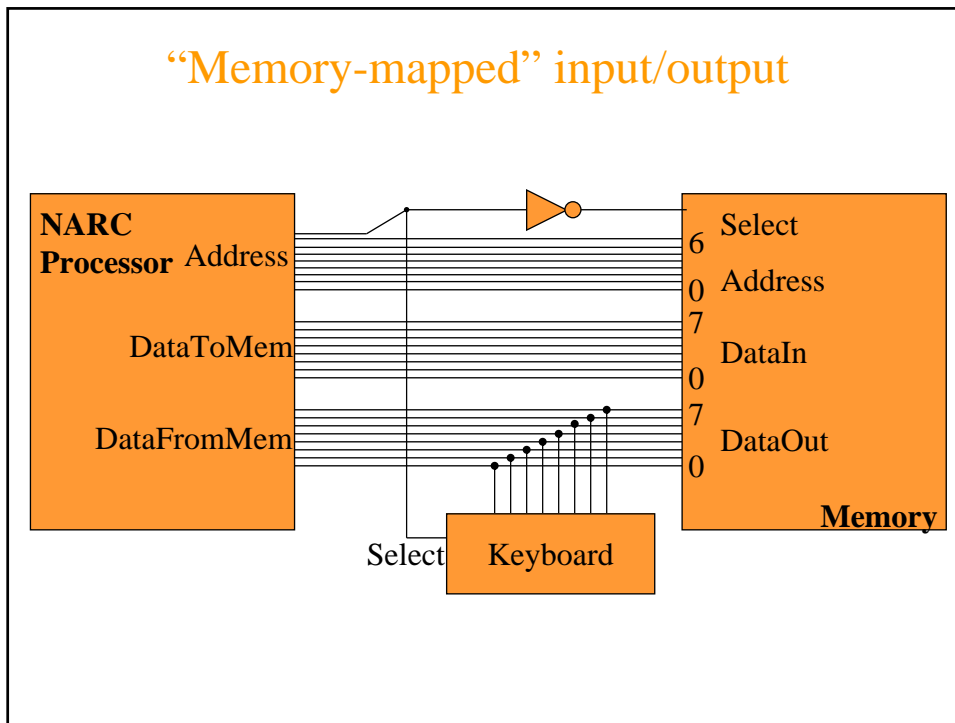 “Memory-mapped” input/output
NARC
Processor
Address
DataToMem
DataFromMem
Select
6
Address
0
7
DataIn
0
7
DataOut
0
Memory
Select
Keyboard